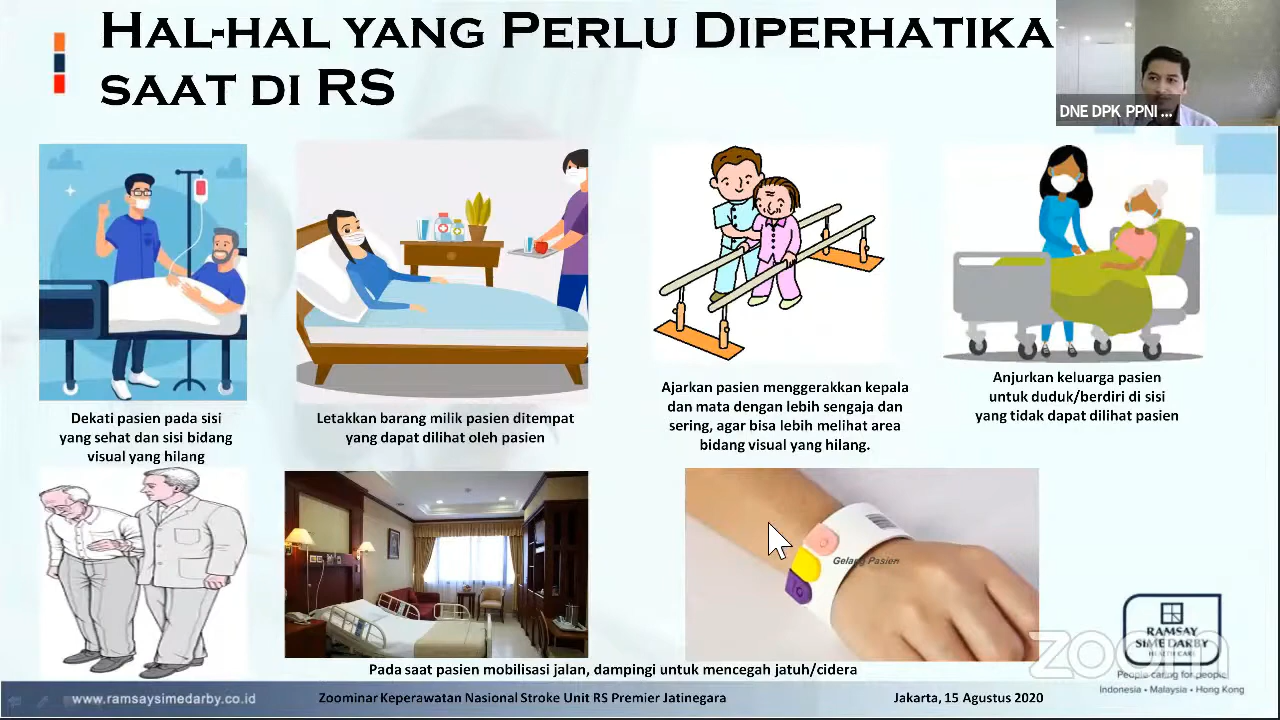 HAL-HAL YANG PERLU DIPERHATIKA
SAAT DI RS
DNE DPK PPNI ...
Dekati pasien pada sisi
yang sehat dan sisi bidang
visual yang hilang
Letakkan barang milik pasien ditempat
yang dapat dilihat oleh pasien
Ajarkan pasien menggerakkan kepala
dan mata dengan lebih sengaja dan
sering, agar bisa lebih melihat area
bidang visual yang hilang.
Anjurkan keluarga pasien
untuk duduk/berdiri di sisi
yang tidak dapat dilihat pasien
Gelang Pasien
Pada saat pasien mobilisasi jalan, dampingi untuk mencegah jatuh/cidera
RAMSAY
SIME DARBY
HEALTH CARE
zoom
People caring for people
Indonesia • Malaysia • Hong Kong
www.ramsaysimedarby.co.id
Zoominar Keperawatan Nasional Stroke Unit RS Premier Jatinegara
Jakarta, 15 Agustus 2020